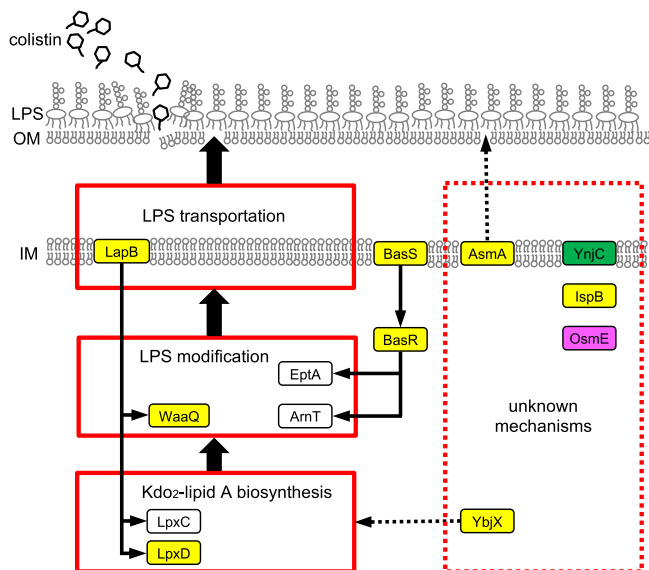 colistin
LPS
OM
LPS transportation
IM
LapB
BasS
AsmA
YnjC
IspB
BasR
OsmE
LPS modification
EptA
WaaQ
ArnT
unknown
mechanisms
Kdo₂-lipid A biosynthesis
LpxC
YbjX
LpxD